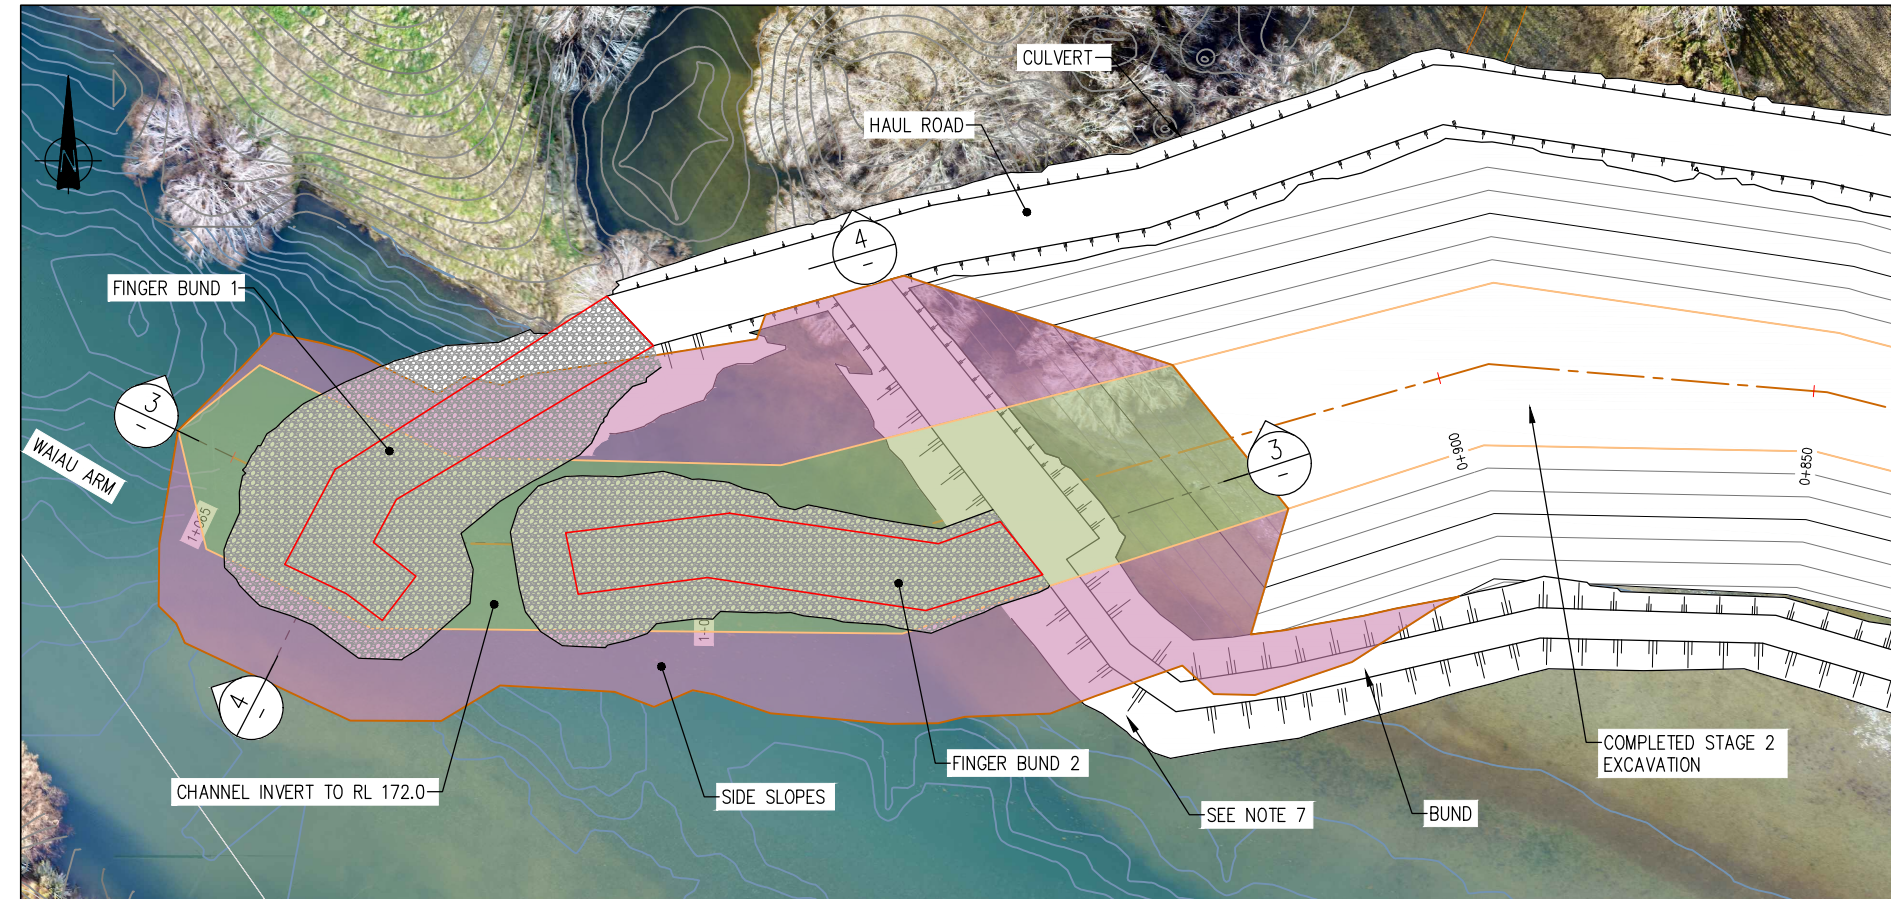 CULVERT
HAUL ROAD
N
4
-
FINGER BUND 1
3
-
3
-
WAIAU ARM
0+900
0+850
1+065
4
-
CHANNEL INVERT TO RL 172.0
SIDE SLOPES
FINGER BUND 2
SEE NOTE 7
BUND
COMPLETED STAGE 2
EXCAVATION